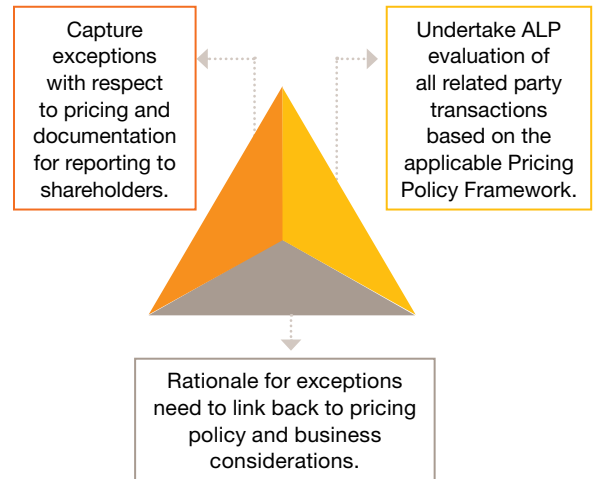 Capture
exceptions
with respect
to pricing and
documentation
for reporting to
shareholders.
Undertake ALP
evaluation of
all related party
transactions
based on the
applicable Pricing
Policy Framework.
Rationale for exceptions
need to link back to pricing
policy and business
considerations.